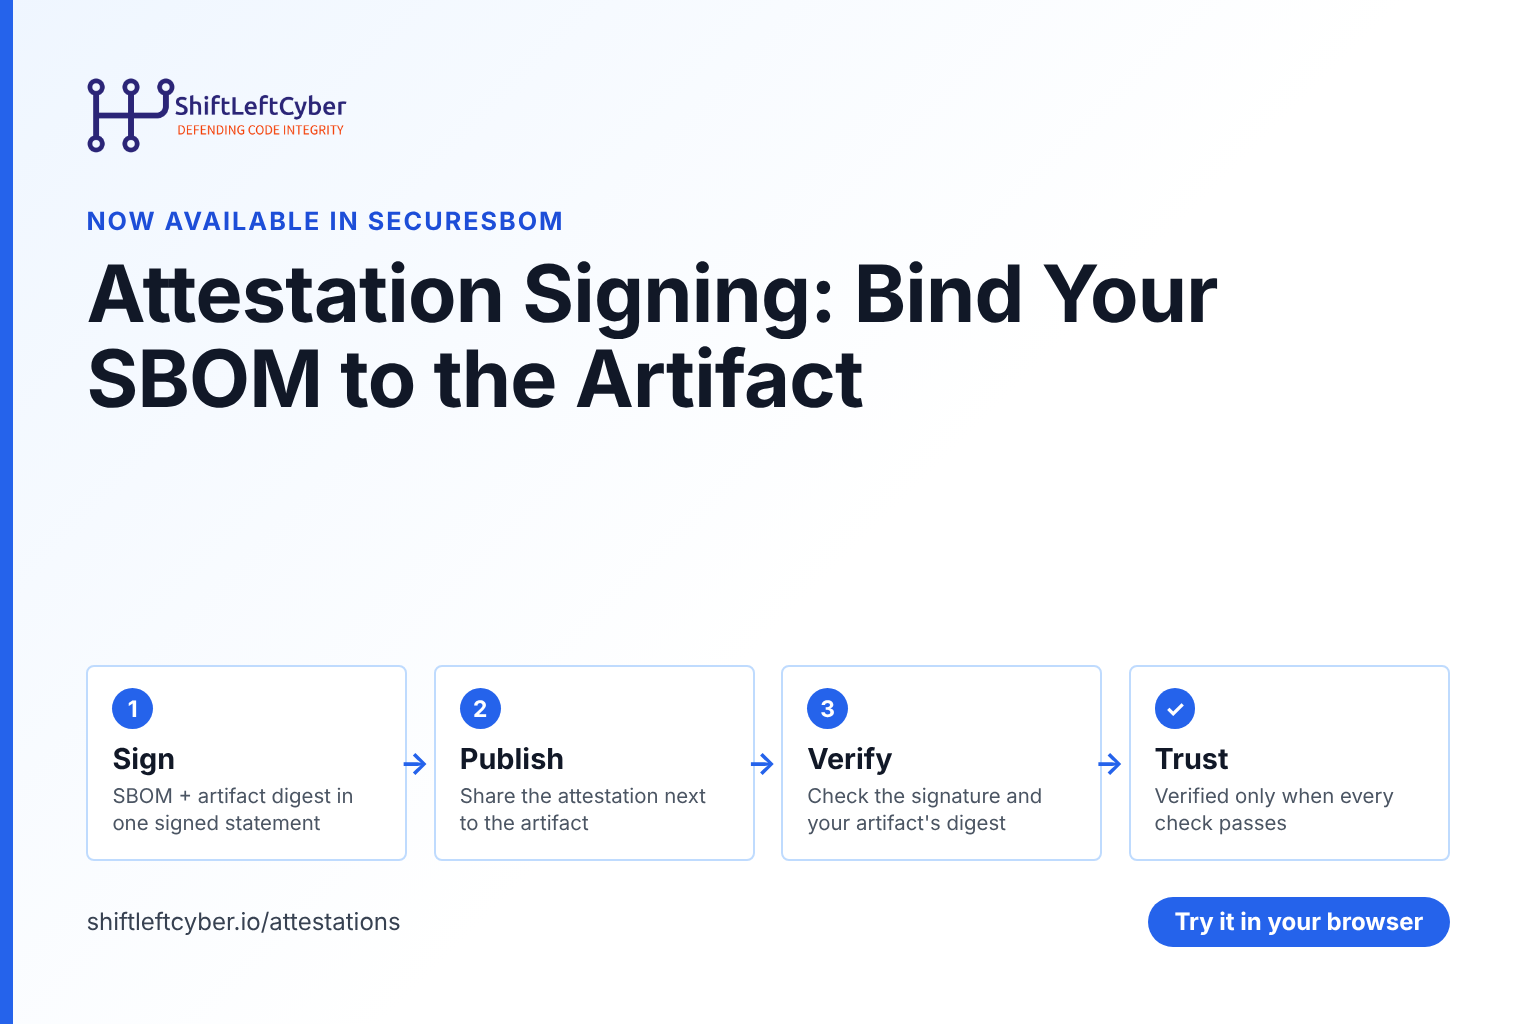 ShiftLeftCyber
DEFENDING CODE INTEGRITY
NOW AVAILABLE IN SECURESBOM
Attestation Signing: Bind Your
SBOM to the Artifact
1
Sign
SBOM + artifact digest in
one signed statement
2
Publish
Share the attestation next
to the artifact
3
Verify
Check the signature and
your artifact's digest
Trust
Verified only when every
check passes
shiftleftcyber.io/attestations
Try it in your browser